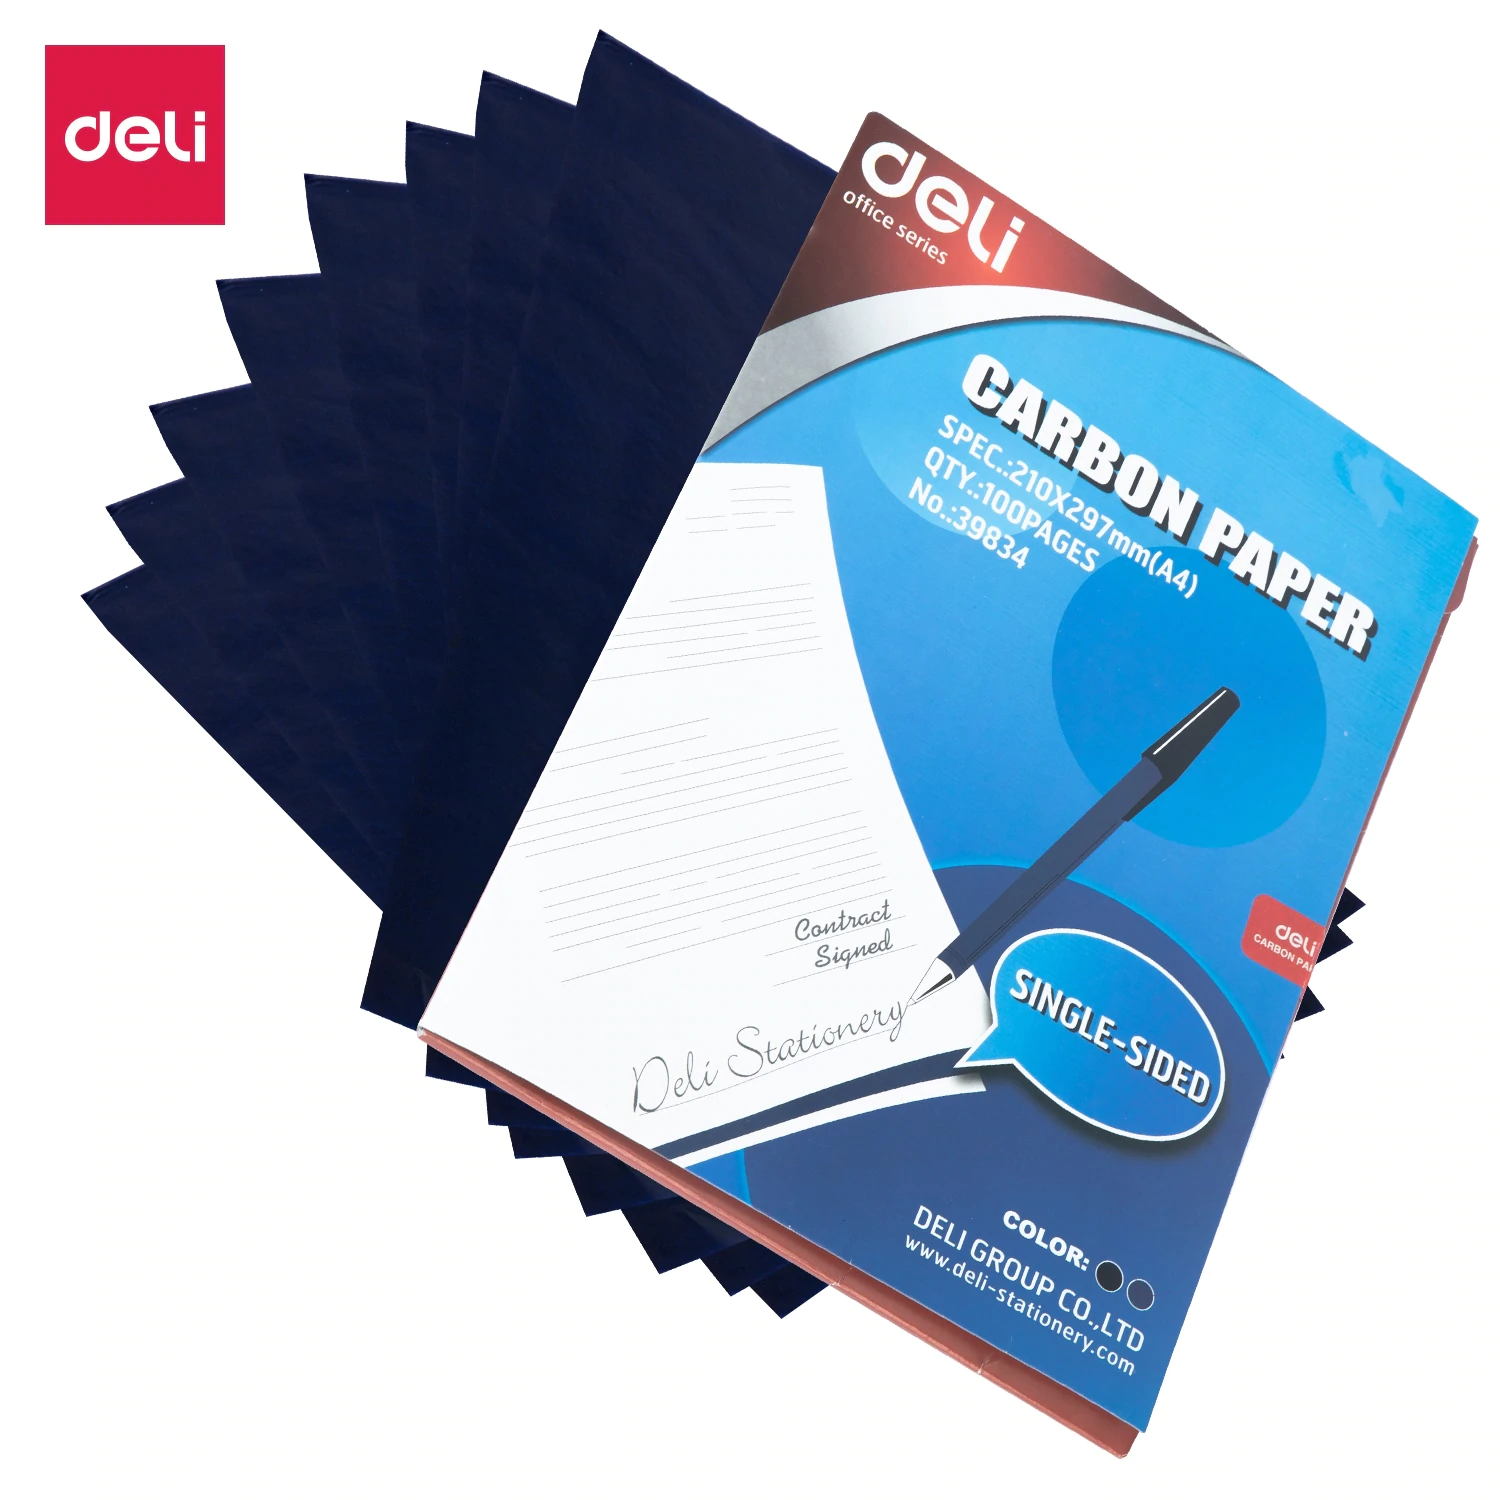 deli
deli
office series
CARBON PAPER
SPEC.:210X297mm(A4)
QTY.:100PAGES
No.:39834
Contract
Signed
Deli Stationery
deli
CARBON
SINGLE-SIDED
COLOR:
DELI GROUP CO.,LTD
www.deli-stationery.com